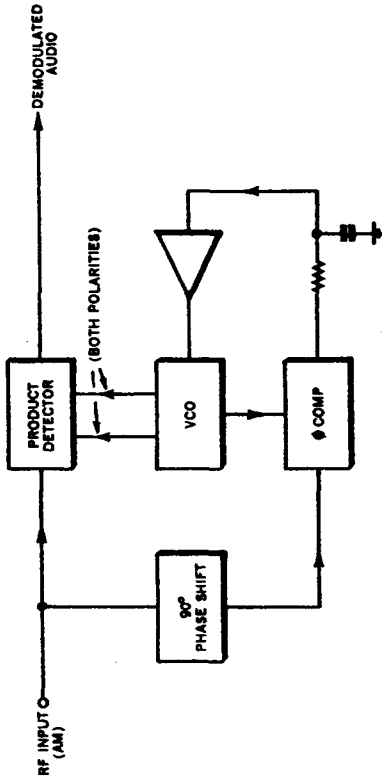 RF INPUT
(AM)
90°
PHASE SHIFT
PRODUCT
DETECTOR
(BOTH POLARITIES)
VCO
φ COMP
DEMODULATED
AUDIO